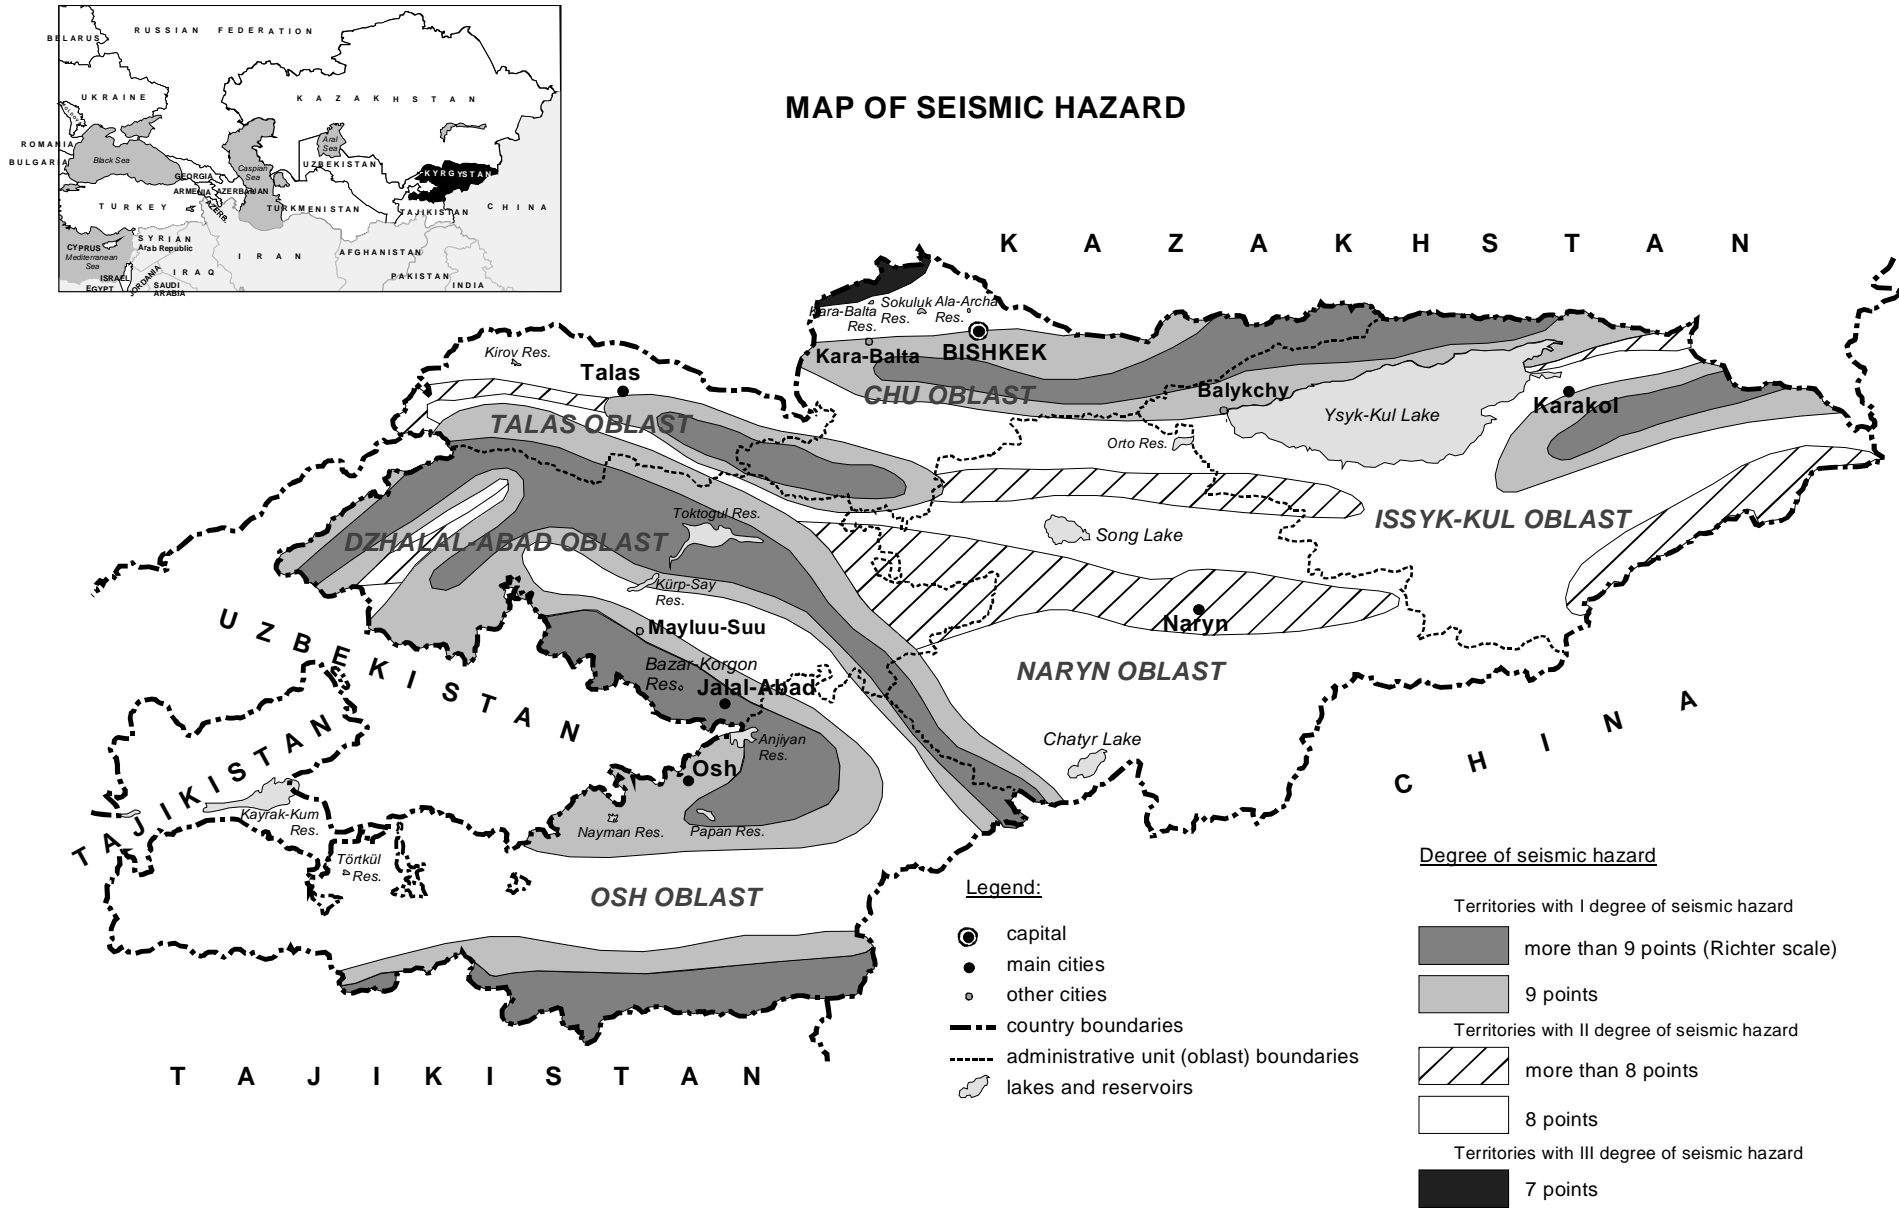 MAP OF SEISMIC HAZARD
BELARUS
RUSSIAN FEDERATION
UKRAINE
KAZAKHSTAN
ROMANIA
BULGARIA
Black Sea
Aral
Sea
UZBEKISTAN
Caspian
Sea
KYRGYSTAN
GEORGIA
ARMENIA
AZERBAIJAN
AZERB.
TURKEY
TURKMENISTAN
TAJIKISTAN
CHINA
CYPRUS
Mediterranean
Sea
SYRIAN
Arab Republic
IRAN
AFGHANISTAN
ISRAEL
JORDANIA
IRAQ
PAKISTAN
EGYPT
SAUDI
ARABIA
INDIA
KAZAKHSTAN
Kara-Balta
Res.
Sokuluk
Res.
Ala-Archa
Res.
Kara-Balta
BISHKEK
CHU OBLAST
Kirov Res.
Talas
TALAS OBLAST
Balykchy
Ysyk-Kul Lake
Karakol
Orto Res.
ISSYK-KUL OBLAST
Toktogul Res.
DZHALAL-ABAD OBLAST
Song Lake
Kürp-Say
Res.
Naryn
Mayluu-Suu
UZBEKISTAN
Bazar-Korgon
Res.
Jalal-Abad
NARYN OBLAST
Anjiyan
Res.
Chatyr Lake
CHINA
Osh
TAJIKISTAN
Kayrak-Kum
Res.
Nayman Res.
Papan Res.
Törtkül
Res.
OSH OBLAST
TAJIKISTAN
Legend:
capital
main cities
other cities
country boundaries
administrative unit (oblast) boundaries
lakes and reservoirs
Degree of seismic hazard
Territories with I degree of seismic hazard
more than 9 points (Richter scale)
9 points
Territories with II degree of seismic hazard
more than 8 points
8 points
Territories with III degree of seismic hazard
7 points